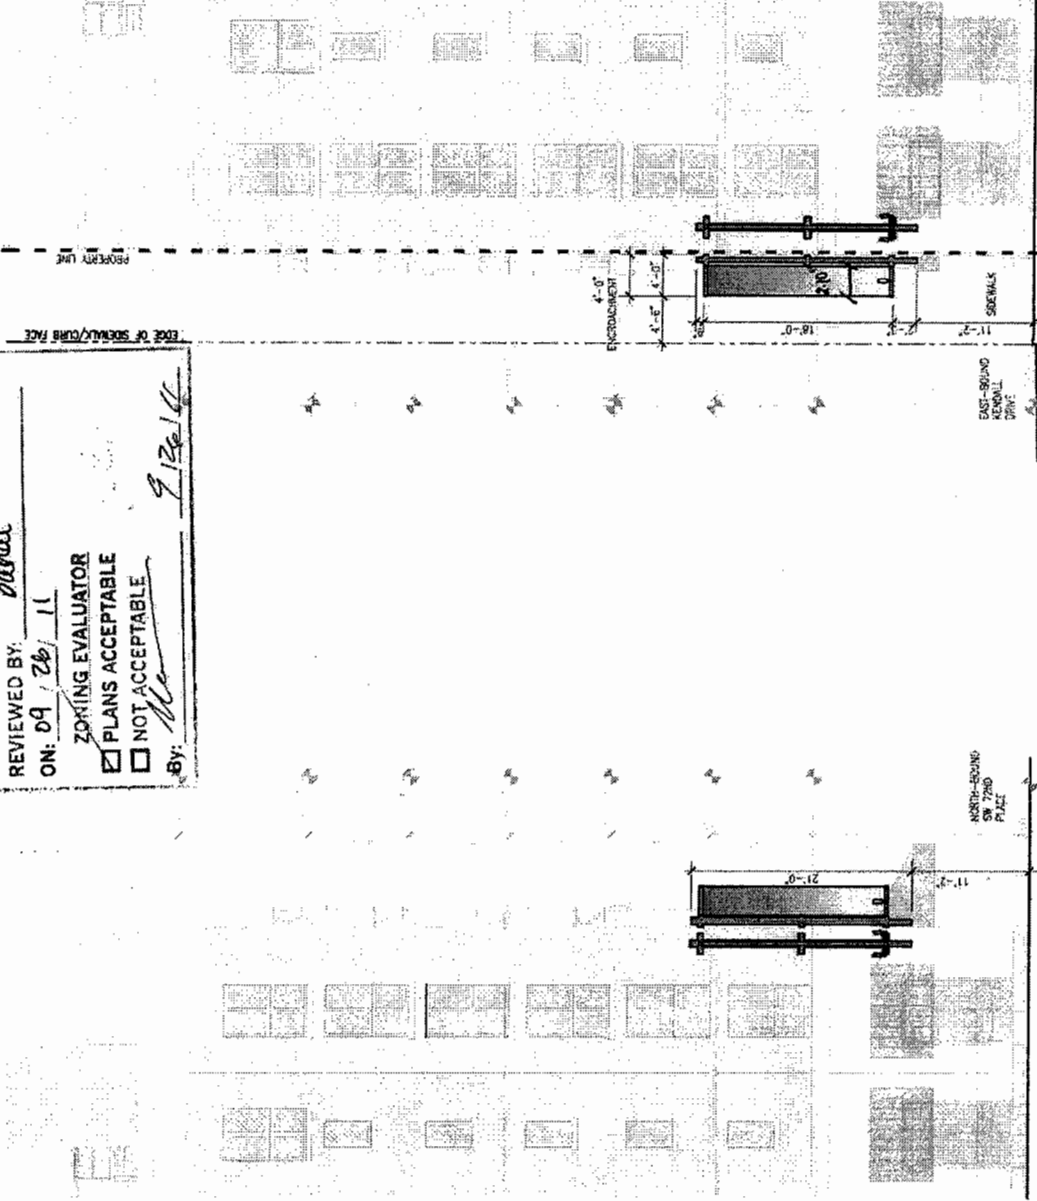 PROPERTY LINE
EDGE OF SIDEWALK/CURB FACE
REVIEWED BY:
ON: 09 / 26 / 11
ZONING EVALUATOR
☑ PLANS ACCEPTABLE
☐ NOT ACCEPTABLE
By:
4'-0"
ENCROACHMENT
4'-6"
4'-0"
2'-10"
18'-0"
11'-2"
SIDEWALK
EAST-BOUND
KENDALL
DRIVE
NORTH-BOUND
SW 72ND
PLACE
21'-0"
11'-2"